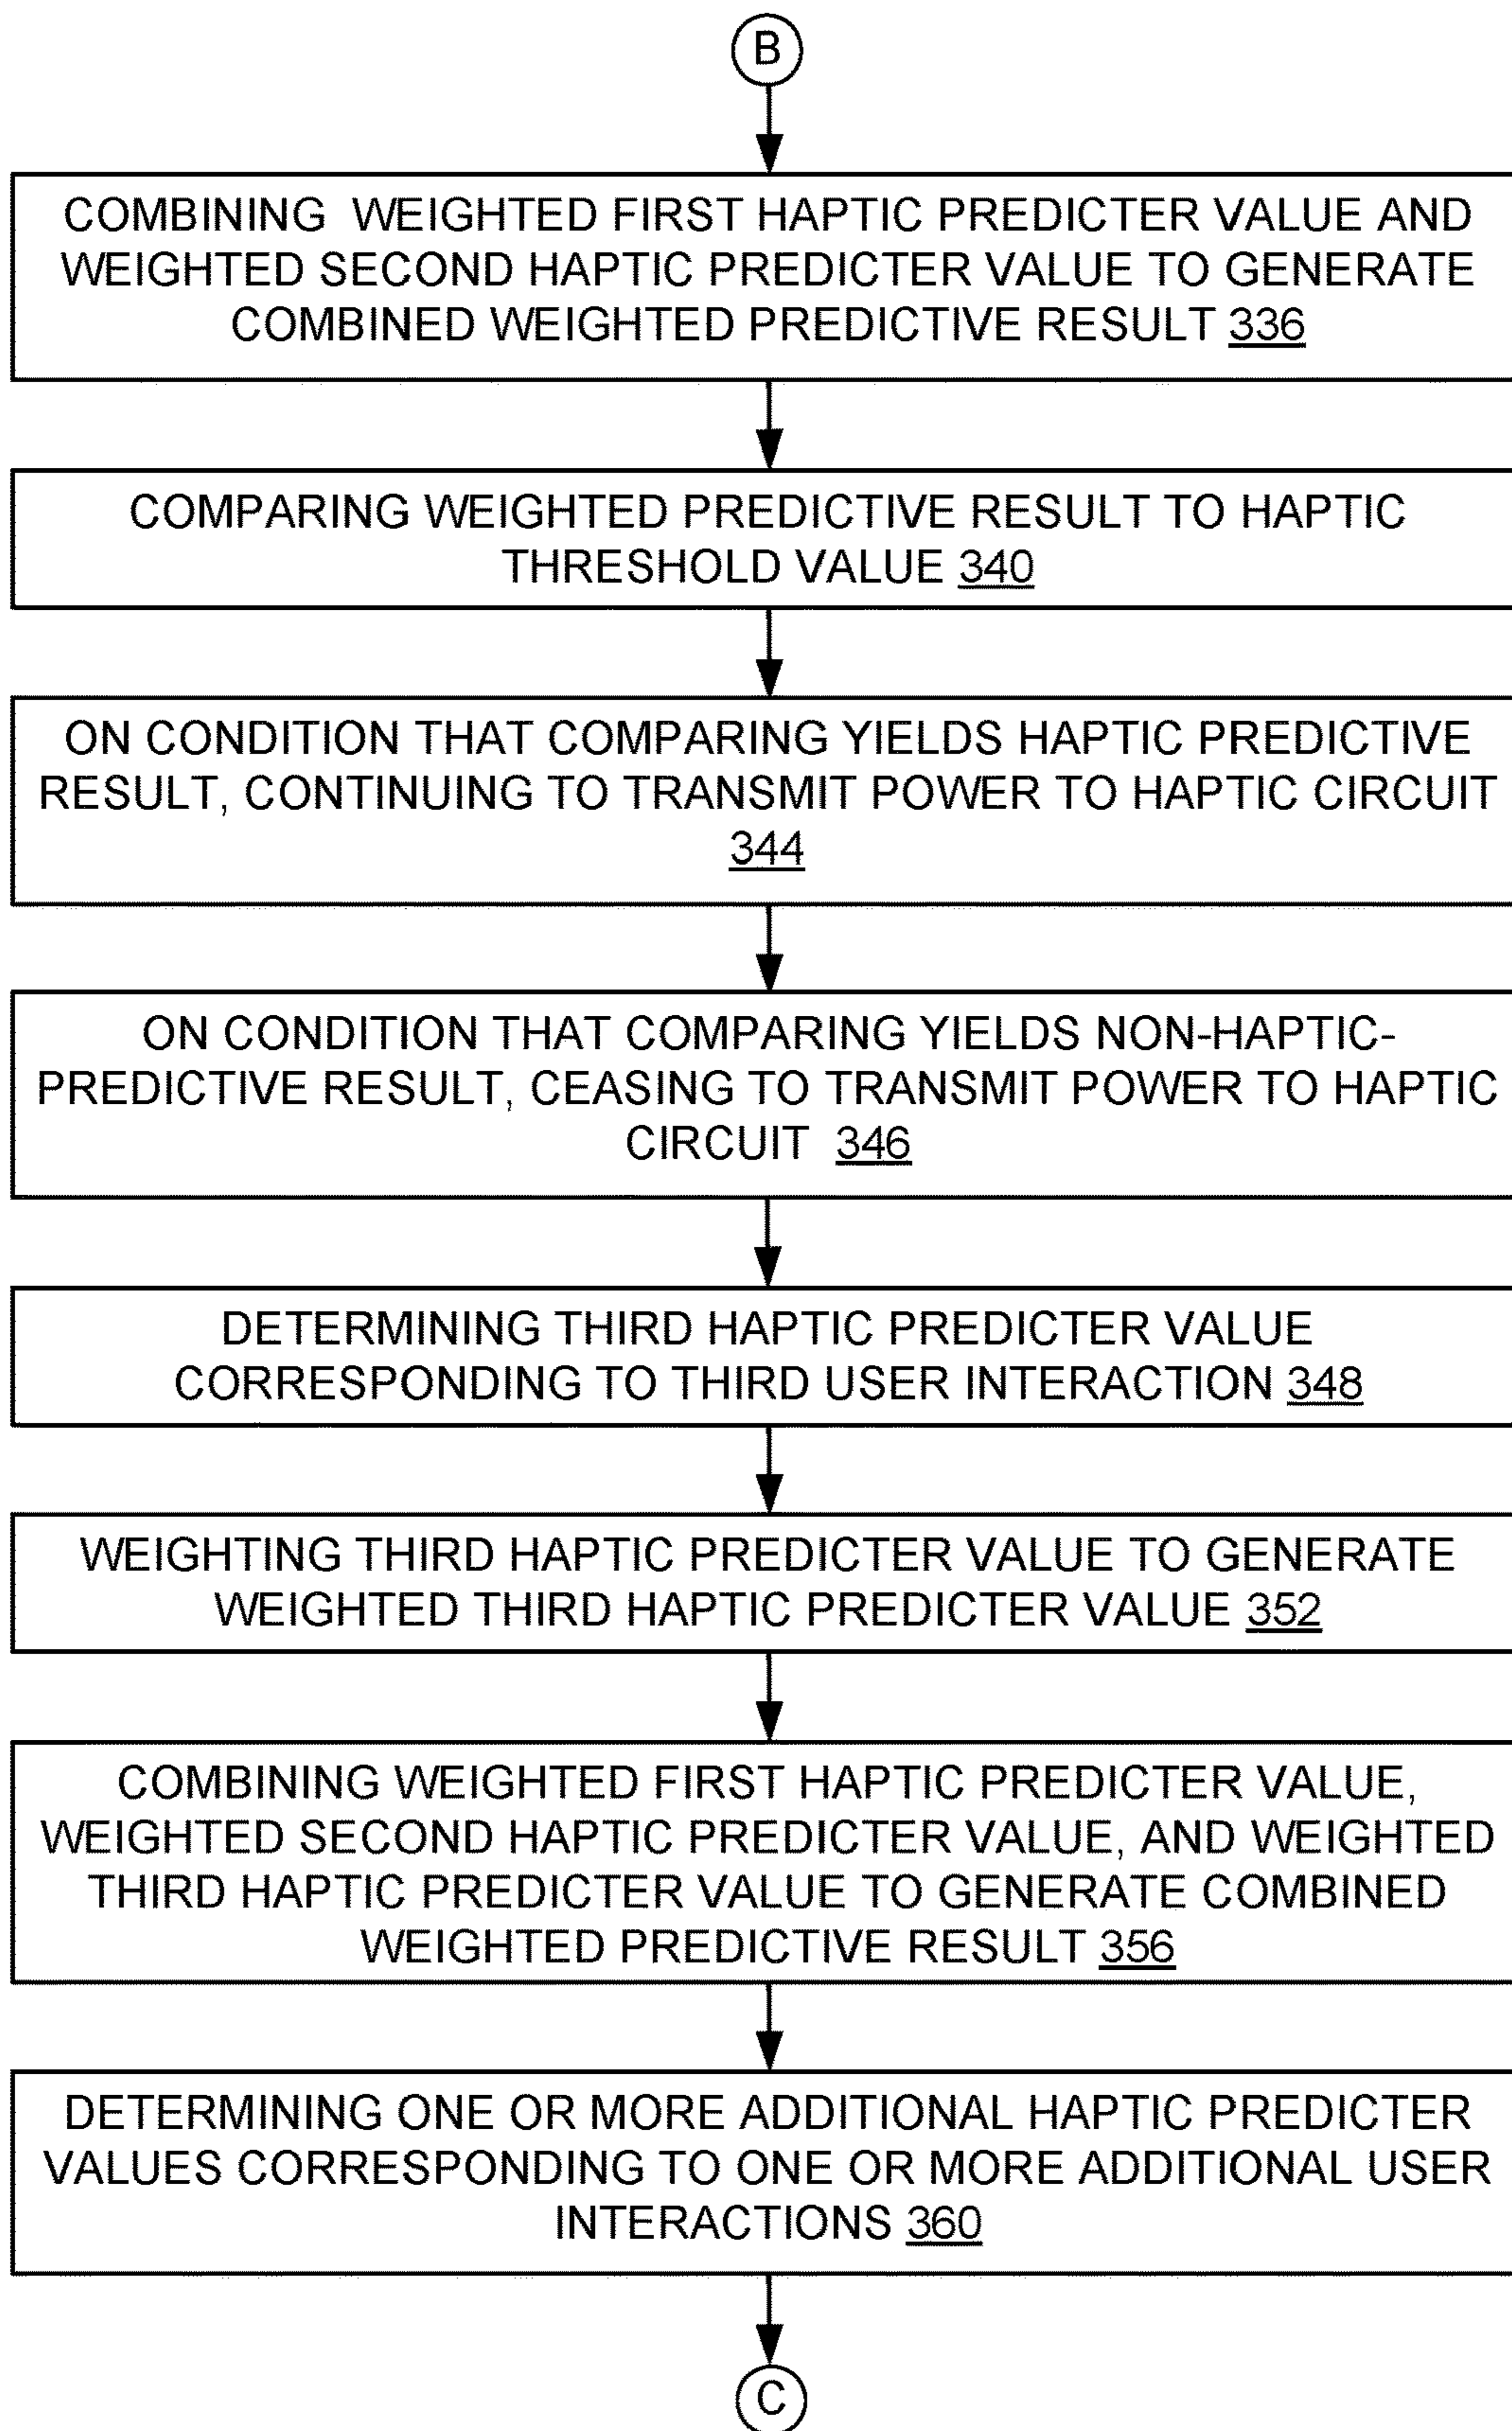 B
COMBINING WEIGHTED FIRST HAPTIC PREDICTER VALUE AND
WEIGHTED SECOND HAPTIC PREDICTER VALUE TO GENERATE
COMBINED WEIGHTED PREDICTIVE RESULT 336
COMPARING WEIGHTED PREDICTIVE RESULT TO HAPTIC
THRESHOLD VALUE 340
ON CONDITION THAT COMPARING YIELDS HAPTIC PREDICTIVE
RESULT, CONTINUING TO TRANSMIT POWER TO HAPTIC CIRCUIT
344
ON CONDITION THAT COMPARING YIELDS NON-HAPTIC-
PREDICTIVE RESULT, CEASING TO TRANSMIT POWER TO HAPTIC
CIRCUIT 346
DETERMINING THIRD HAPTIC PREDICTER VALUE
CORRESPONDING TO THIRD USER INTERACTION 348
WEIGHTING THIRD HAPTIC PREDICTER VALUE TO GENERATE
WEIGHTED THIRD HAPTIC PREDICTER VALUE 352
COMBINING WEIGHTED FIRST HAPTIC PREDICTER VALUE,
WEIGHTED SECOND HAPTIC PREDICTER VALUE, AND WEIGHTED
THIRD HAPTIC PREDICTER VALUE TO GENERATE COMBINED
WEIGHTED PREDICTIVE RESULT 356
DETERMINING ONE OR MORE ADDITIONAL HAPTIC PREDICTER
VALUES CORRESPONDING TO ONE OR MORE ADDITIONAL USER
INTERACTIONS 360
C